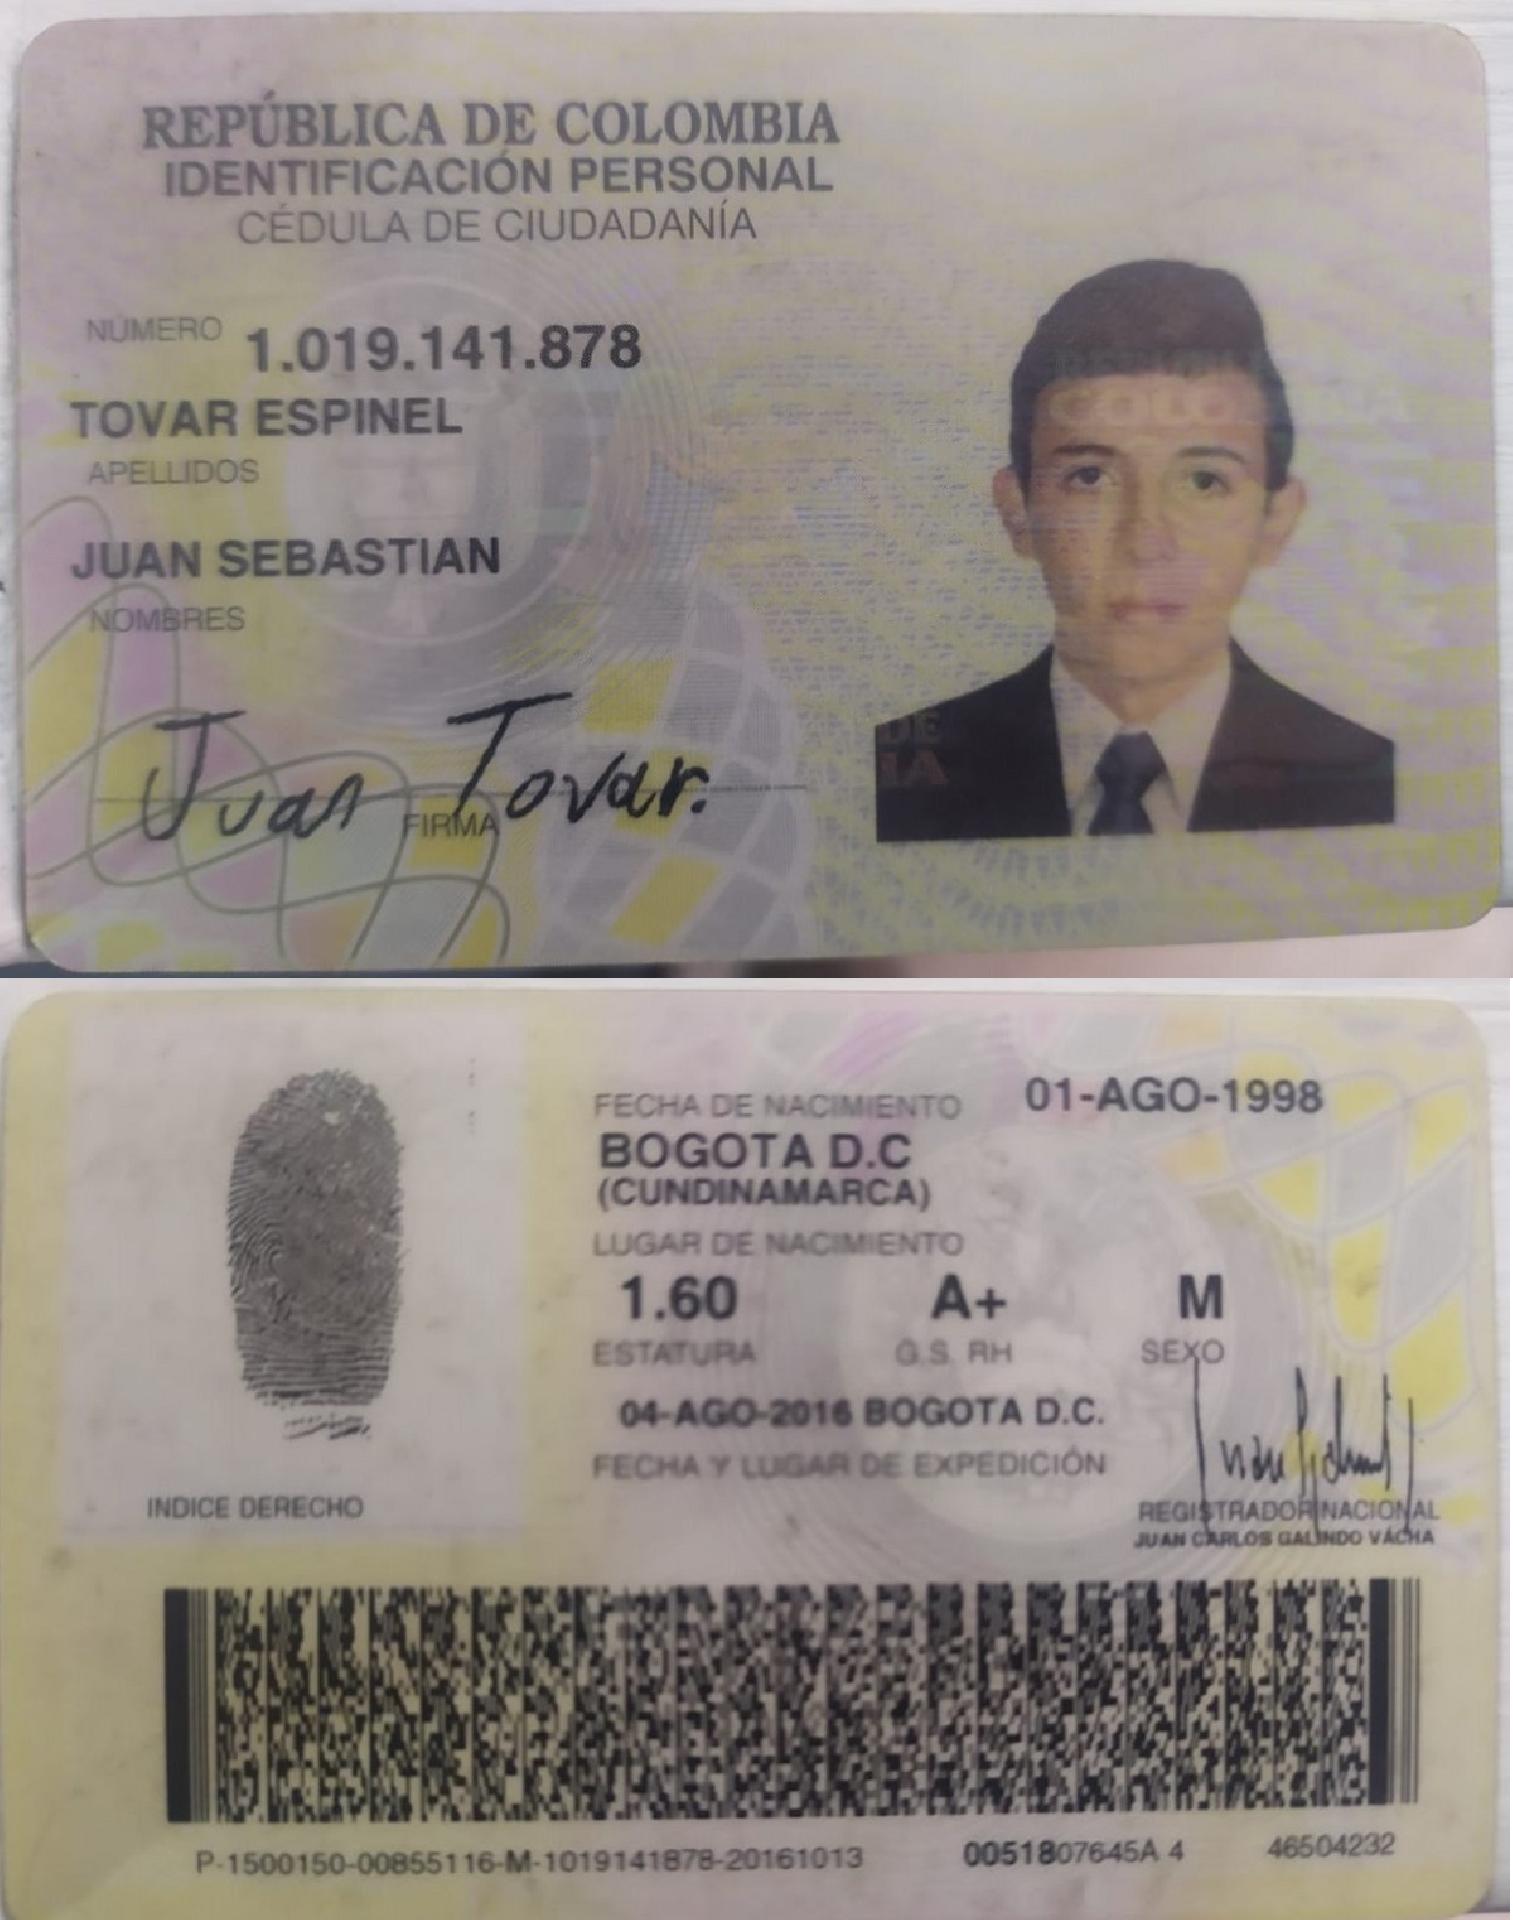 REPÚBLICA DE COLOMBIA
IDENTIFICACIÓN PERSONAL
CÉDULA DE CIUDADANÍA
NÚMERO 1.019.141.878
TOVAR ESPINEL
APELLIDOS
JUAN SEBASTIAN
NOMBRES
Juan Tovar.
FIRMA
FECHA DE NACIMIENTO 01-AGO-1998
BOGOTA D.C
(CUNDINAMARCA)
LUGAR DE NACIMIENTO
1.60 A+ M
ESTATURA G.S. RH SEXO
04-AGO-2016 BOGOTA D.C.
FECHA Y LUGAR DE EXPEDICIÓN
INDICE DERECHO
REGISTRADOR NACIONAL
JUAN CARLOS GALINDO VÁCHA
P-1500150-00855116-M-1019141878-20161013 0051807645A 4 46504232